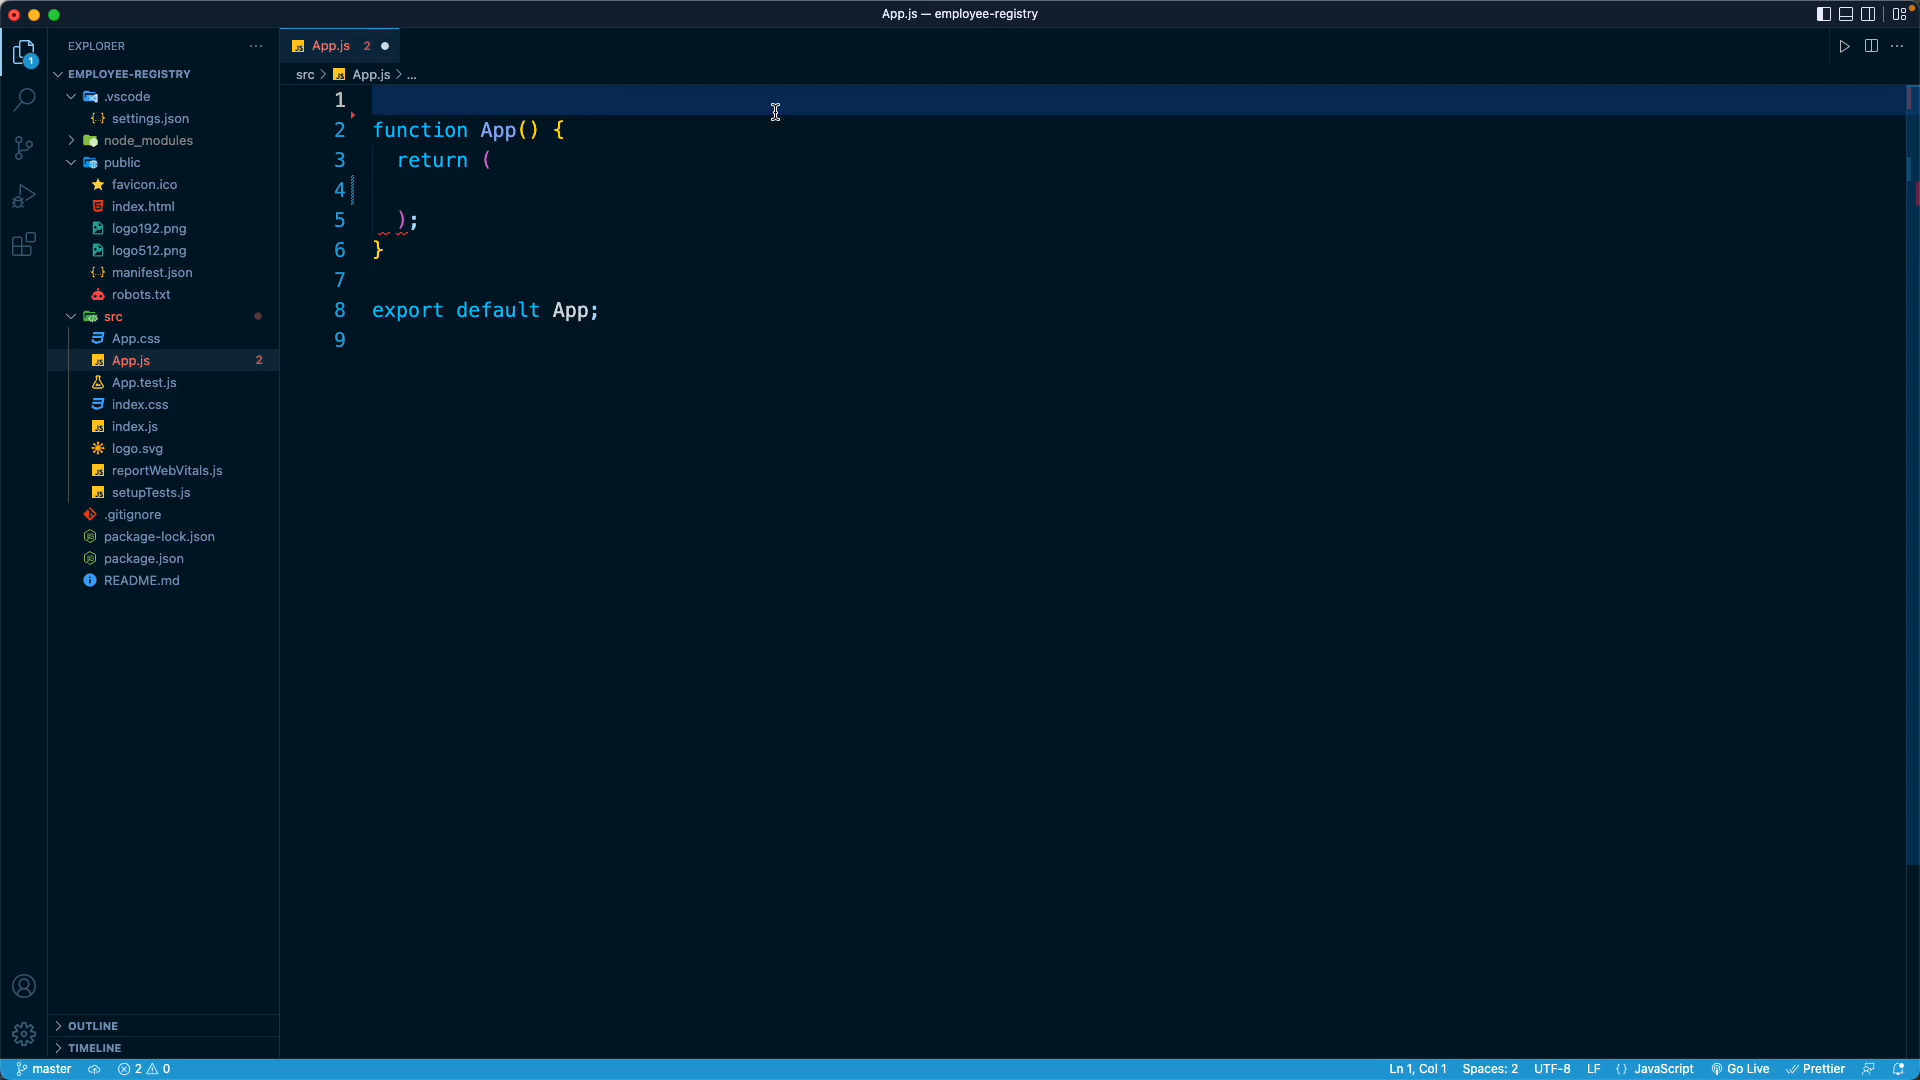 App.js — employee-registry
EXPLORER
EMPLOYEE-REGISTRY
.vscode
settings.json
node_modules
public
favicon.ico
index.html
logo192.png
logo512.png
manifest.json
robots.txt
src
App.css
App.js 2
App.test.js
index.css
index.js
logo.svg
reportWebVitals.js
setupTests.js
.gitignore
package-lock.json
package.json
README.md
OUTLINE
TIMELINE
1
App.js 2
src > App.js > ...
1
2 function App() {
3 return (
4
5 );
6 }
7
8 export default App;
9
master 2 0
Ln 1, Col 1 Spaces: 2 UTF-8 LF {} JavaScript Go Live Prettier